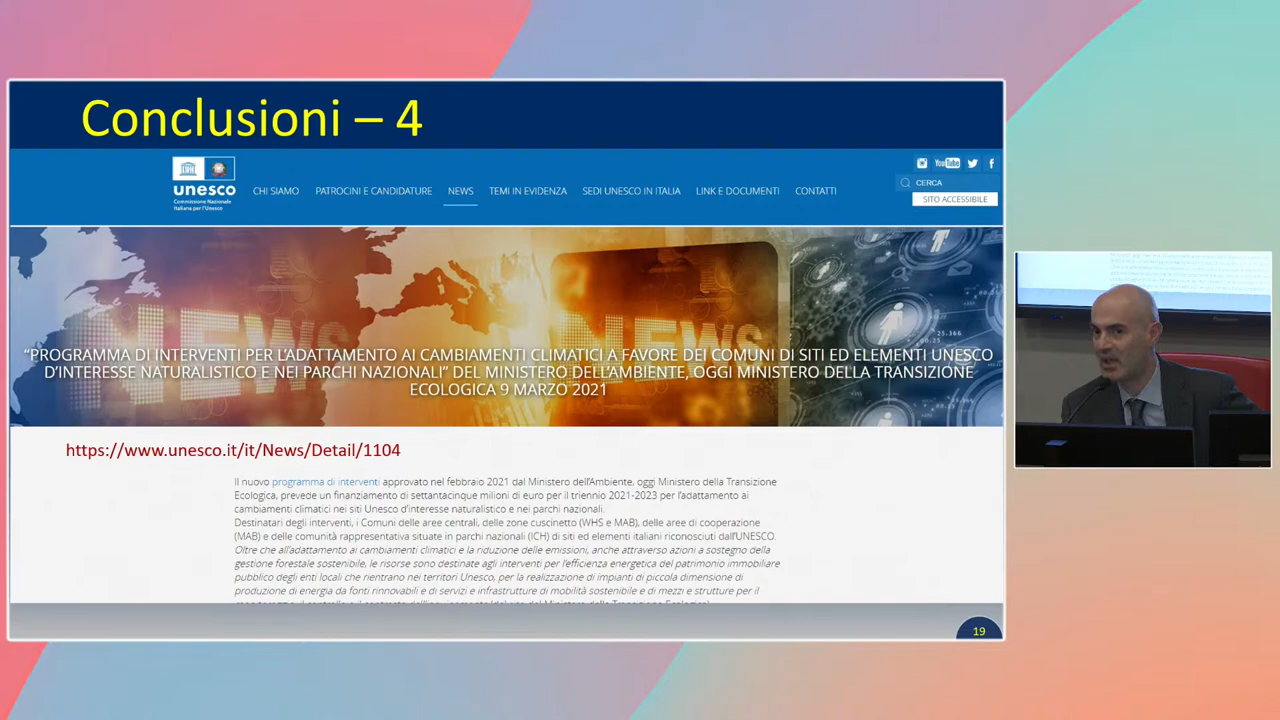 Conclusioni – 4
unesco
Commissione Nazionale
Italiana per l'Unesco
CHI SIAMO
PATROCINI E CANDIDATURE
NEWS
TEMI IN EVIDENZA
SEDI UNESCO IN ITALIA
LINK E DOCUMENTI
CONTATTI
YouTube
CERCA
SITO ACCESSIBILE
NEWS
NEWS
25.366
“PROGRAMMA DI INTERVENTI PER L’ADATTAMENTO AI CAMBIAMENTI CLIMATICI A FAVORE DEI COMUNI DI SITI ED ELEMENTI UNESCO
D’INTERESSE NATURALISTICO E NEI PARCHI NAZIONALI” DEL MINISTERO DELL’AMBIENTE, OGGI MINISTERO DELLA TRANSIZIONE
ECOLOGICA 9 MARZO 2021
https://www.unesco.it/it/News/Detail/1104
Il nuovo programma di interventi approvato nel febbraio 2021 dal Ministero dell’Ambiente, oggi Ministero della Transizione
Ecologica, prevede un finanziamento di settantacinque milioni di euro per il triennio 2021-2023 per l’adattamento ai
cambiamenti climatici nei siti Unesco d’interesse naturalistico e nei parchi nazionali.
Destinatari degli interventi, i Comuni delle aree centrali, delle zone cuscinetto (WHS e MAB), delle aree di cooperazione
(MAB) e delle comunità rappresentativa situate in parchi nazionali (ICH) di siti ed elementi italiani riconosciuti dall’UNESCO.
Oltre che all’adattamento ai cambiamenti climatici e la riduzione delle emissioni, anche attraverso azioni a sostegno della
gestione forestale sostenibile, le risorse sono destinate agli interventi per l’efficienza energetica del patrimonio immobiliare
pubblico degli enti locali che rientrano nei territori Unesco, per la realizzazione di impianti di piccola dimensione di
produzione di energia da fonti rinnovabili e di servizi e infrastrutture di mobilità sostenibile e di mezzi e strutture per il
19